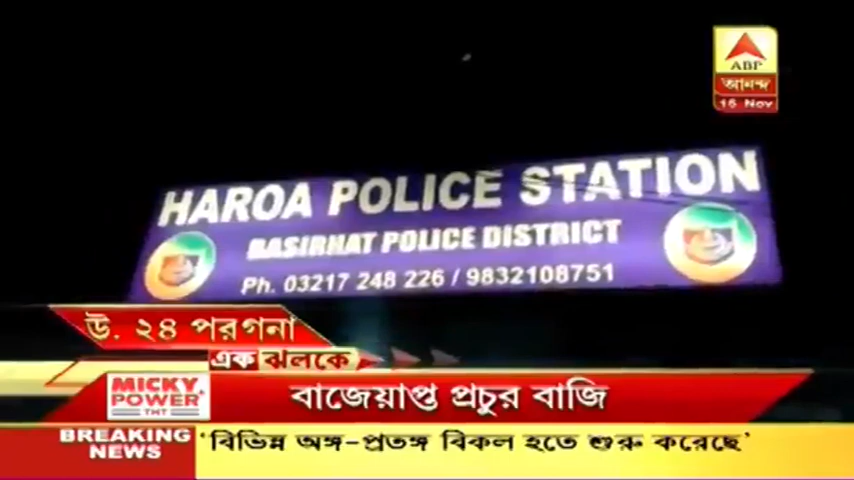 ABP
আনন্দ
15 Nov
HAROA POLICE STATION
BASIRHAT POLICE DISTRICT
Ph. 03217 248 226 / 9832108751
উ. ২৪ পরগনা
এক ঝলকে
MICKY
POWER
TMT
বাজেয়াপ্ত প্রচুর বাজি
BREAKING
NEWS
‘বিভিন্ন অঙ্গ-প্রতঙ্গ বিকল হতে শুরু করেছে’